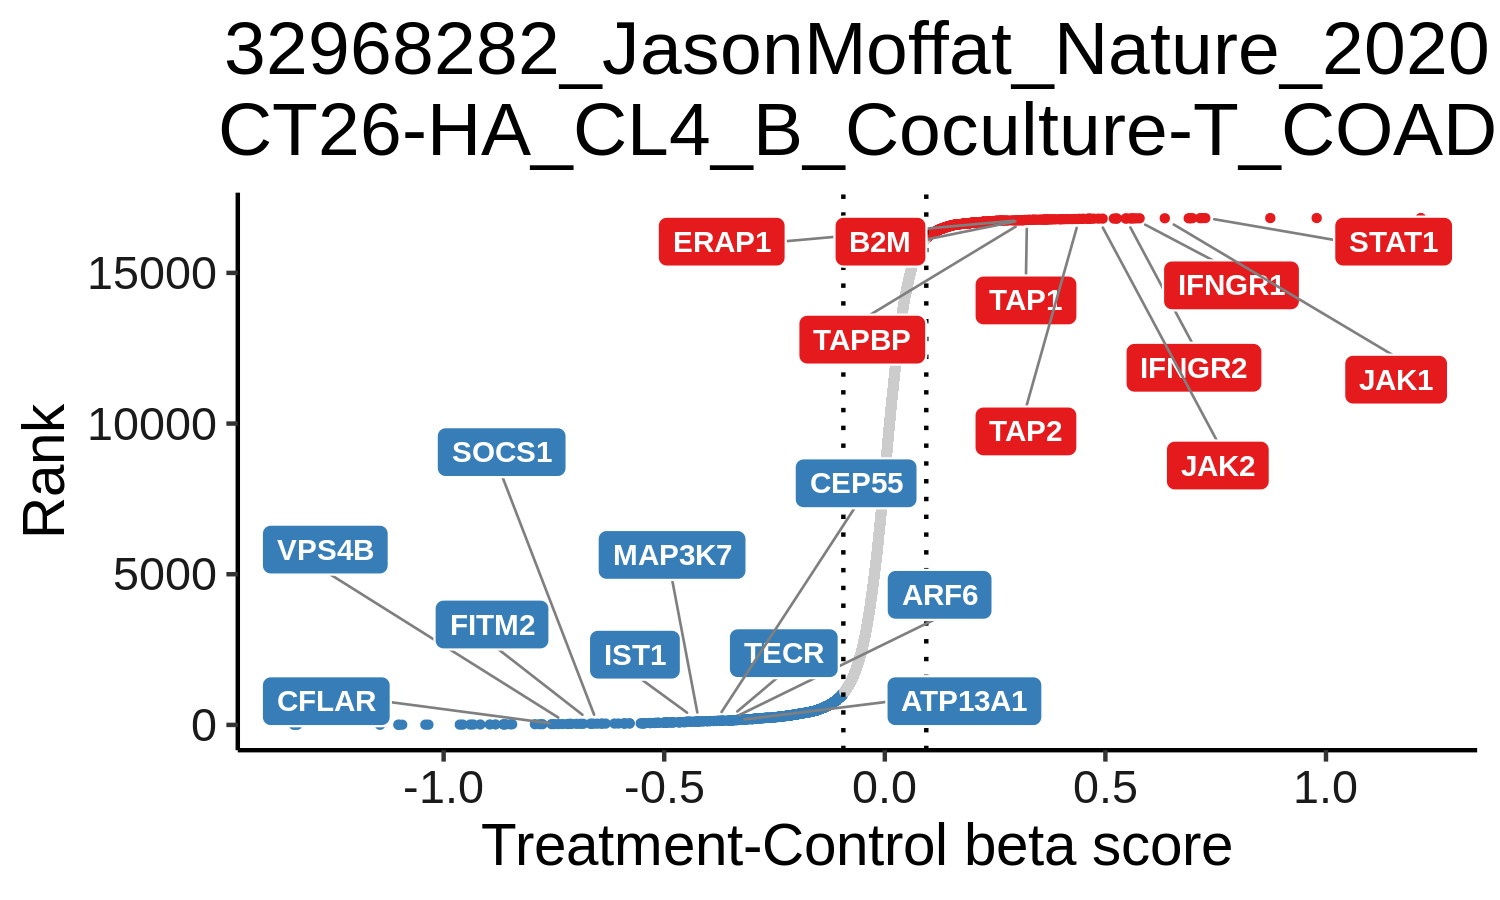 32968282_JasonMoffat_Nature_2020
CT26-HA_CL4_B_Coculture-T_COAD
ERAP1
B2M
STAT1
15000
IFNGR1
TAP1
TAPBP
IFNGR2
JAK1
10000
TAP2
SOCS1
JAK2
Rank
CEP55
VPS4B
MAP3K7
5000
ARF6
FITM2
IST1
TECR
CFLAR
ATP13A1
0
-1.0 -0.5 0.0 0.5 1.0
Treatment-Control beta score